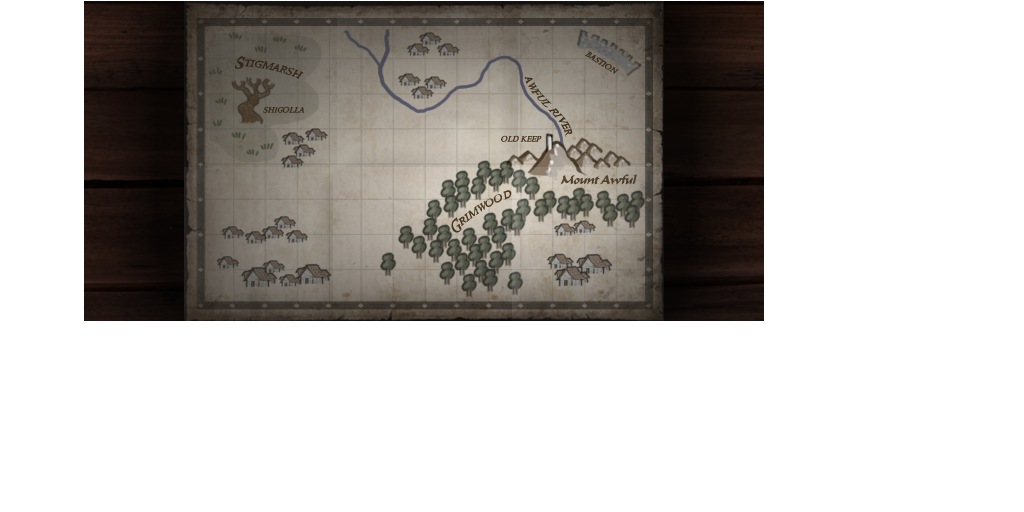 STIGMARSH
SHIGOLLA
BASTION
AWFUL RIVER
OLD KEEP
Mount Awful
GRIMWOOD